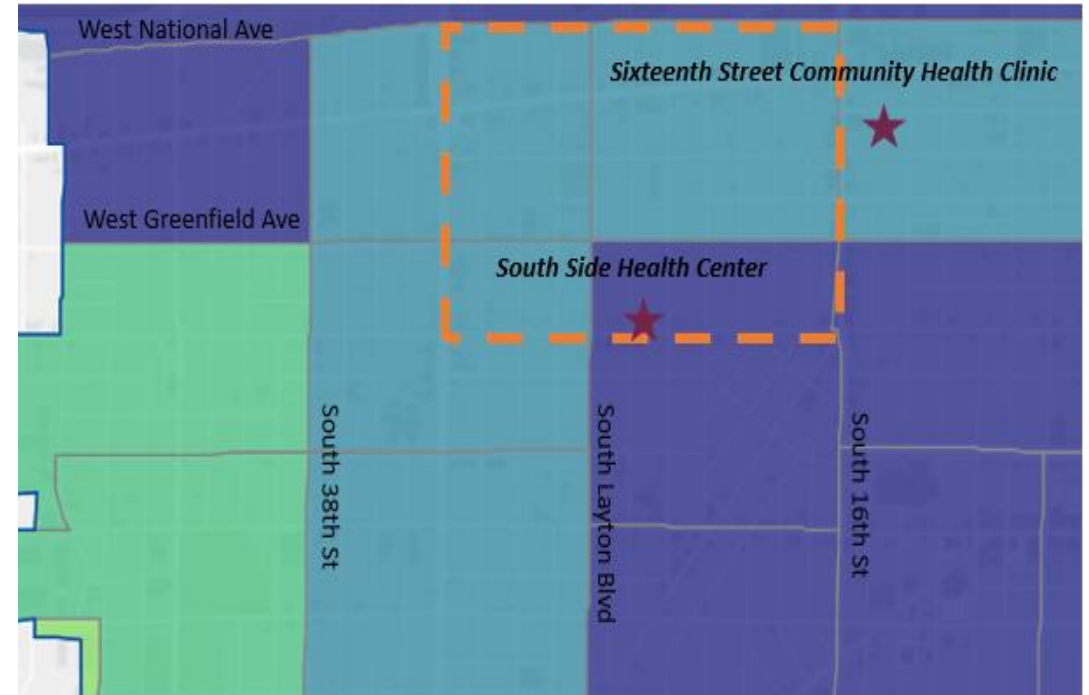 West National Ave
Sixteenth Street Community Health Clinic
West Greenfield Ave
South Side Health Center
South 38th St
South Layton Blvd
South 16th St